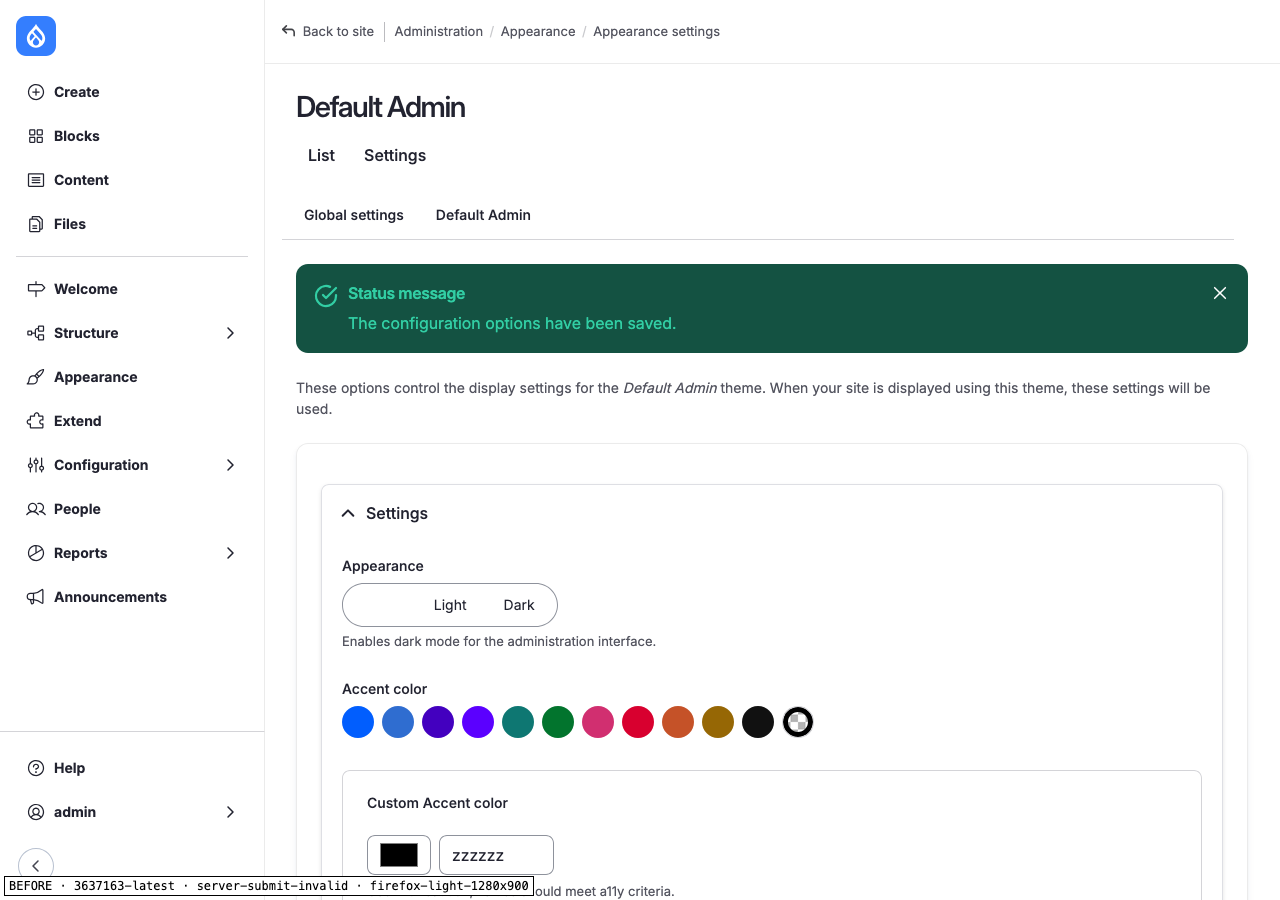 Back to site
Administration / Appearance / Appearance settings
Create
Blocks
Content
Files
Welcome
Structure
Appearance
Extend
Configuration
People
Reports
Announcements
Help
admin
Default Admin
List Settings
Global settings Default Admin
Status message
The configuration options have been saved.
These options control the display settings for the Default Admin theme. When your site is displayed using this theme, these settings will be
used.
Settings
Appearance
Light Dark
Enables dark mode for the administration interface.
Accent color
Custom Accent color
zzzzzz
ould meet a11y criteria.
BEFORE · 3637163-latest · server-submit-invalid · firefox-light-1280x900